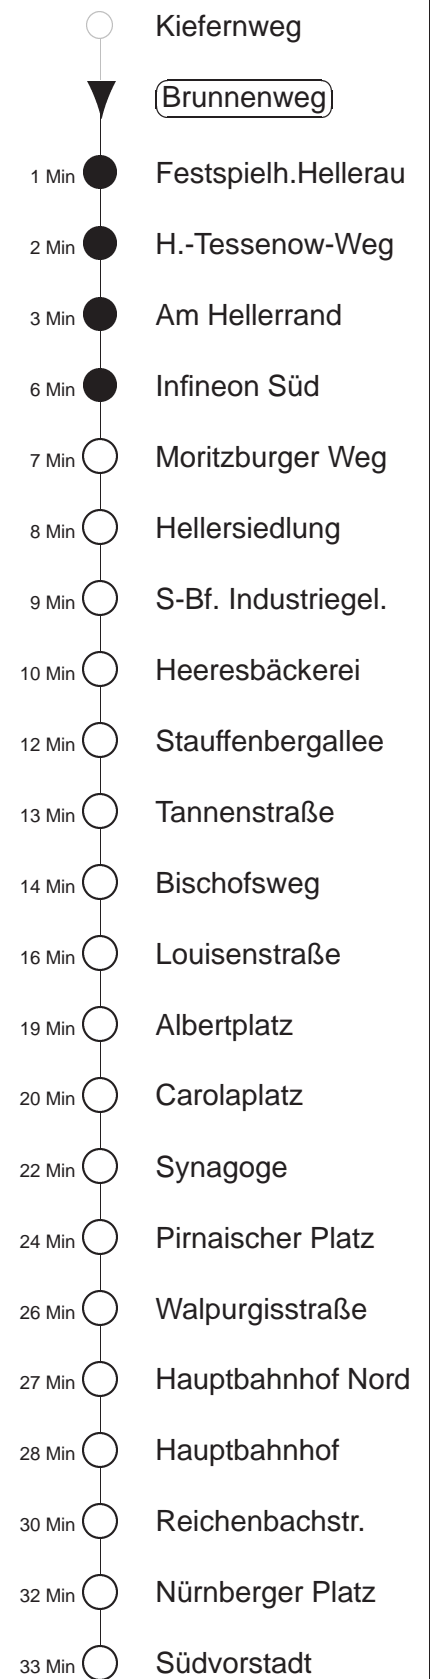 Kiefernweg
Brunnenweg
1 Min Festspielh.Hellerau
2 Min H.-Tessenow-Weg
3 Min Am Hellerrand
6 Min Infineon Süd
7 Min Moritzburger Weg
8 Min Hellersiedlung
9 Min S-Bf. Industriegel.
10 Min Heeresbäckerei
12 Min Stauffenbergallee
13 Min Tannenstraße
14 Min Bischofsweg
16 Min Louisenstraße
19 Min Albertplatz
20 Min Carolaplatz
22 Min Synagoge
24 Min Pirnaischer Platz
26 Min Walpurgisstraße
27 Min Hauptbahnhof Nord
28 Min Hauptbahnhof
30 Min Reichenbachstr.
32 Min Nürnberger Platz
33 Min Südvorstadt